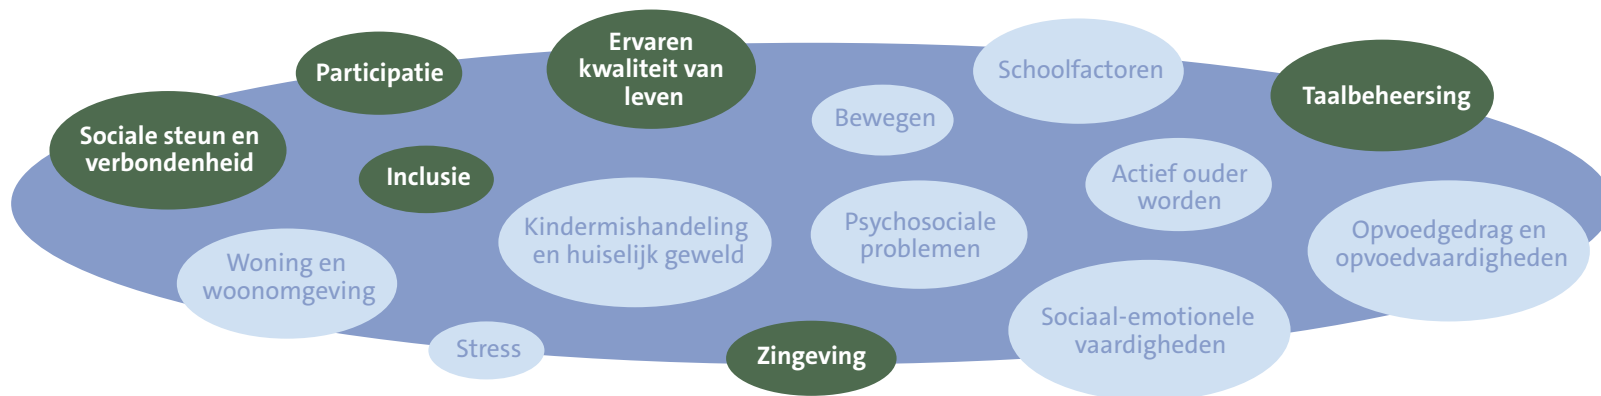 Participatie
Ervaren
kwaliteit van
leven
Schoolfactoren
Taalbeheersing
Sociale steun en
verbondenheid
Bewegen
Inclusie
Actief ouder
worden
Kindermishandeling
en huiselijk geweld
Psychosociale
problemen
Opvoedgedrag en
opvoedvaardigheden
Woning en
woonomgeving
Stress
Zingeving
Sociaal-emotionele
vaardigheden